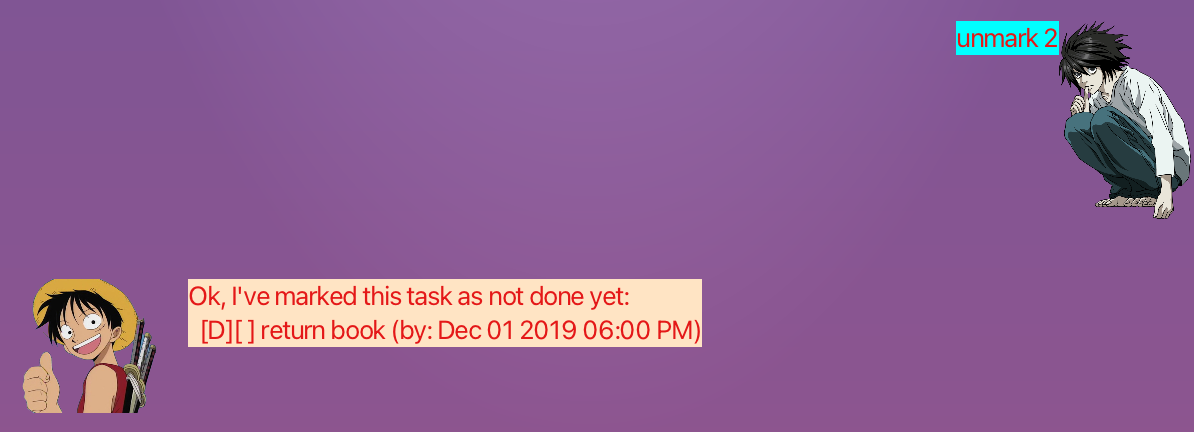 unmark 2
Ok, I've marked this task as not done yet:
[D][ ] return book (by: Dec 01 2019 06:00 PM)